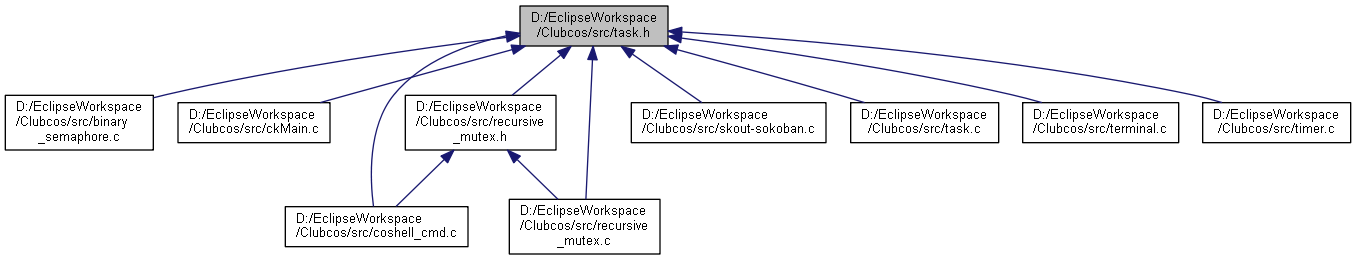 D:/EclipseWorkspace
/Clubcos/src/task.h
D:/EclipseWorkspace
/Clubcos/src/binary
_semaphore.c
D:/EclipseWorkspace
/Clubcos/src/ckMain.c
D:/EclipseWorkspace
/Clubcos/src/recursive
_mutex.h
D:/EclipseWorkspace
/Clubcos/src/skout-sokoban.c
D:/EclipseWorkspace
/Clubcos/src/task.c
D:/EclipseWorkspace
/Clubcos/src/terminal.c
D:/EclipseWorkspace
/Clubcos/src/timer.c
D:/EclipseWorkspace
/Clubcos/src/coshell_cmd.c
D:/EclipseWorkspace
/Clubcos/src/recursive
_mutex.c